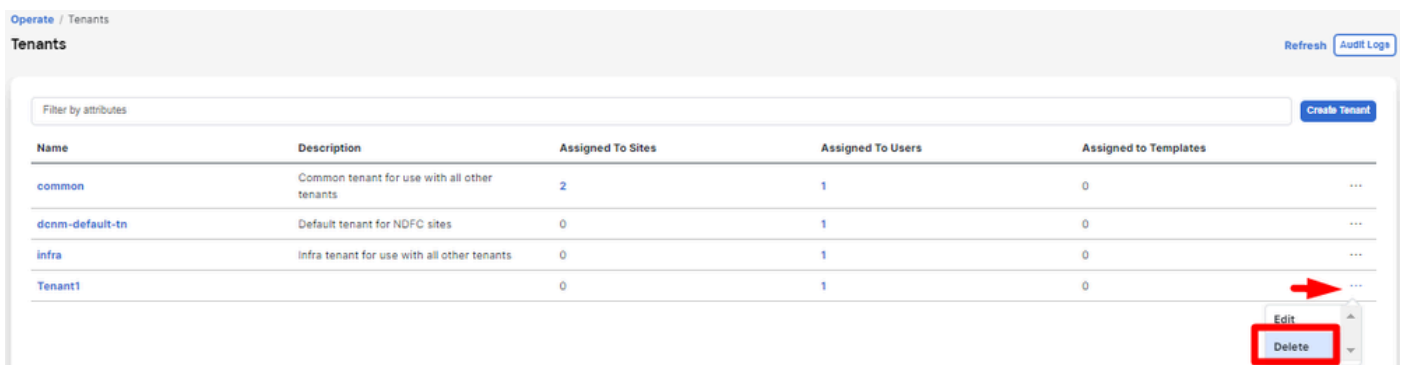 Operate / Tenants
Tenants
Refresh Audit Logs
Filter by attributes
Create Tenant
Name Description Assigned To Sites Assigned To Users Assigned to Templates
common Common tenant for use with all other tenants 2 1 0 ...
dcnm-default-tn Default tenant for NDFC sites 0 1 0 ...
infra Infra tenant for use with all other tenants 0 1 0 ...
Tenant1 0 1 0 ...
Edit
Delete